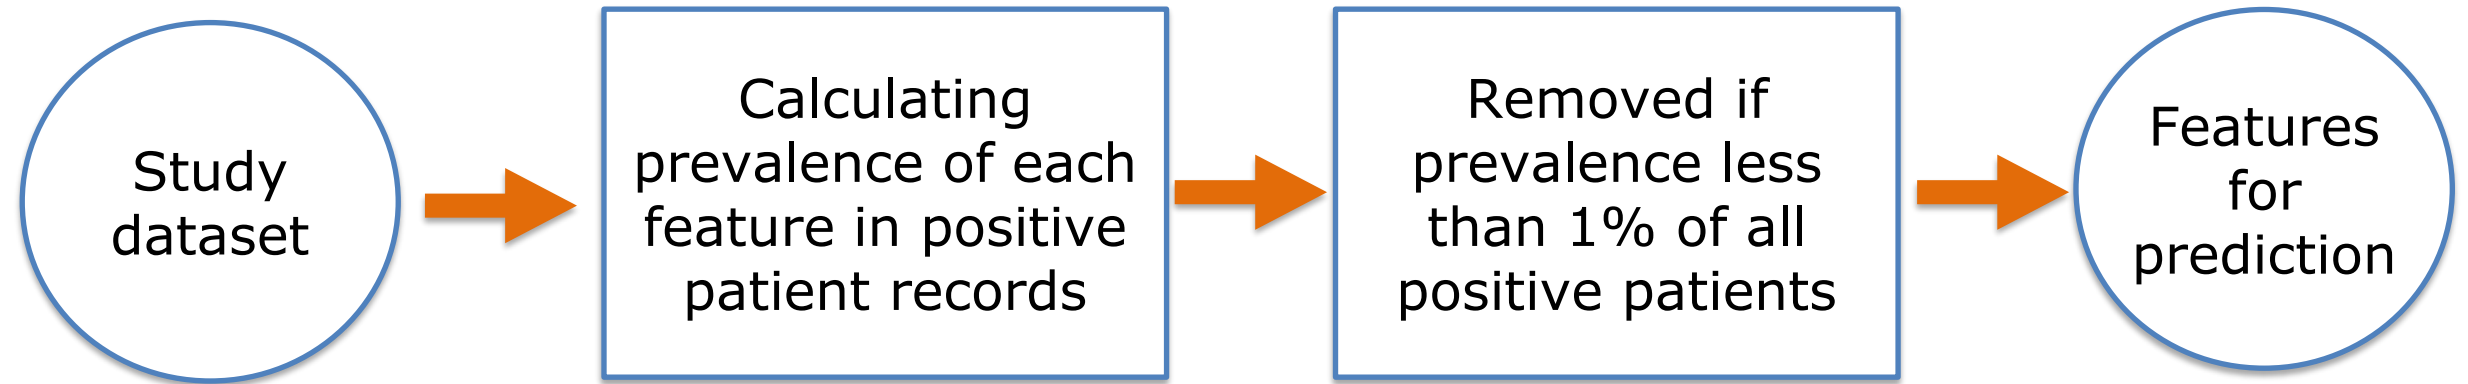 Study
dataset
Calculating
prevalence of each
feature in positive
patient records
Removed if
prevalence less
than 1% of all
positive patients
Features
for
prediction